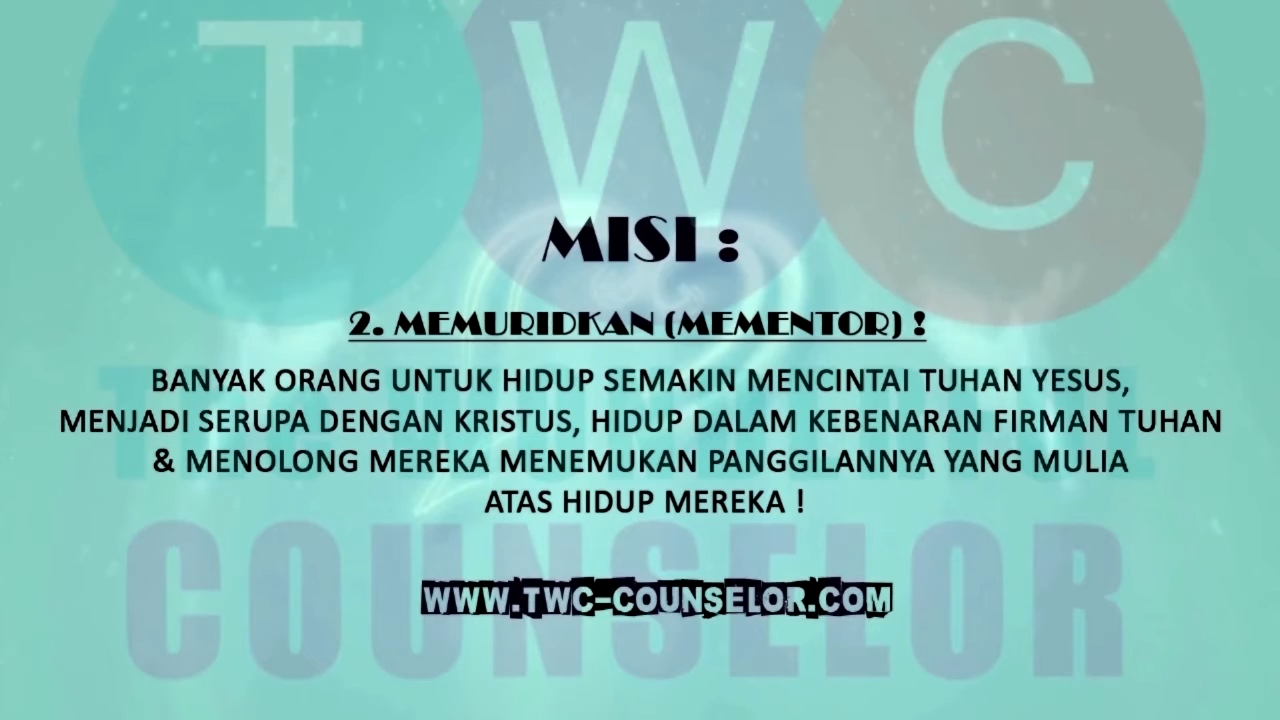 T W C
MISI :
2. MEMURIDKAN (MEMENTOR) !
BANYAK ORANG UNTUK HIDUP SEMAKIN MENCINTAI TUHAN YESUS,
MENJADI SERUPA DENGAN KRISTUS, HIDUP DALAM KEBENARAN FIRMAN TUHAN
& MENOLONG MEREKA MENEMUKAN PANGGILANNYA YANG MULIA
ATAS HIDUP MEREKA !
COUNSELOR
WWW.TWC-COUNSELOR.COM